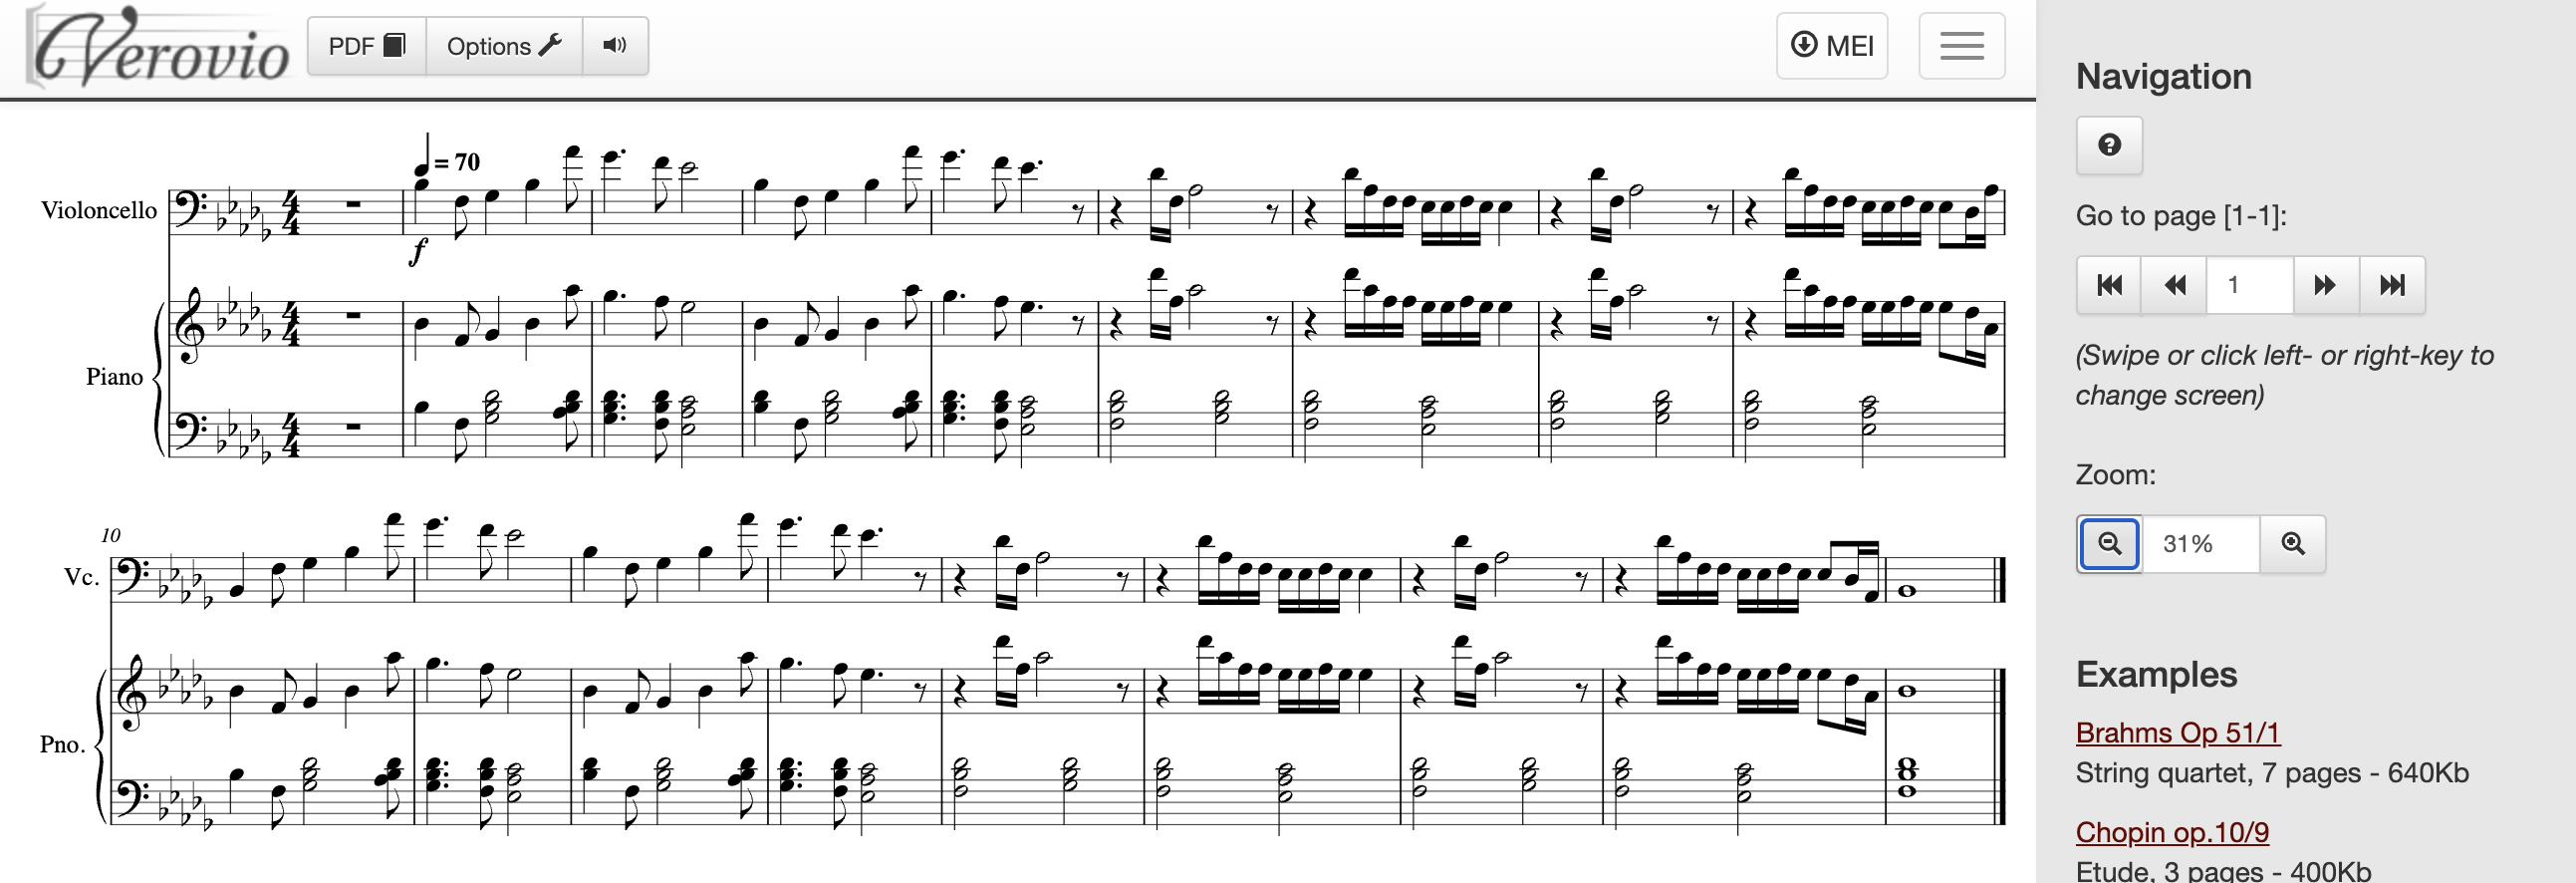 Verovio
PDF
Options
MEI
= 70
Violoncello
f
Piano
10
Vc.
Pno.
Navigation
Go to page [1-1]:
1
(Swipe or click left- or right-key to
change screen)
Zoom:
31%
Examples
Brahms Op 51/1
String quartet, 7 pages - 640Kb
Chopin op.10/9
Etude, 3 pages - 400Kb